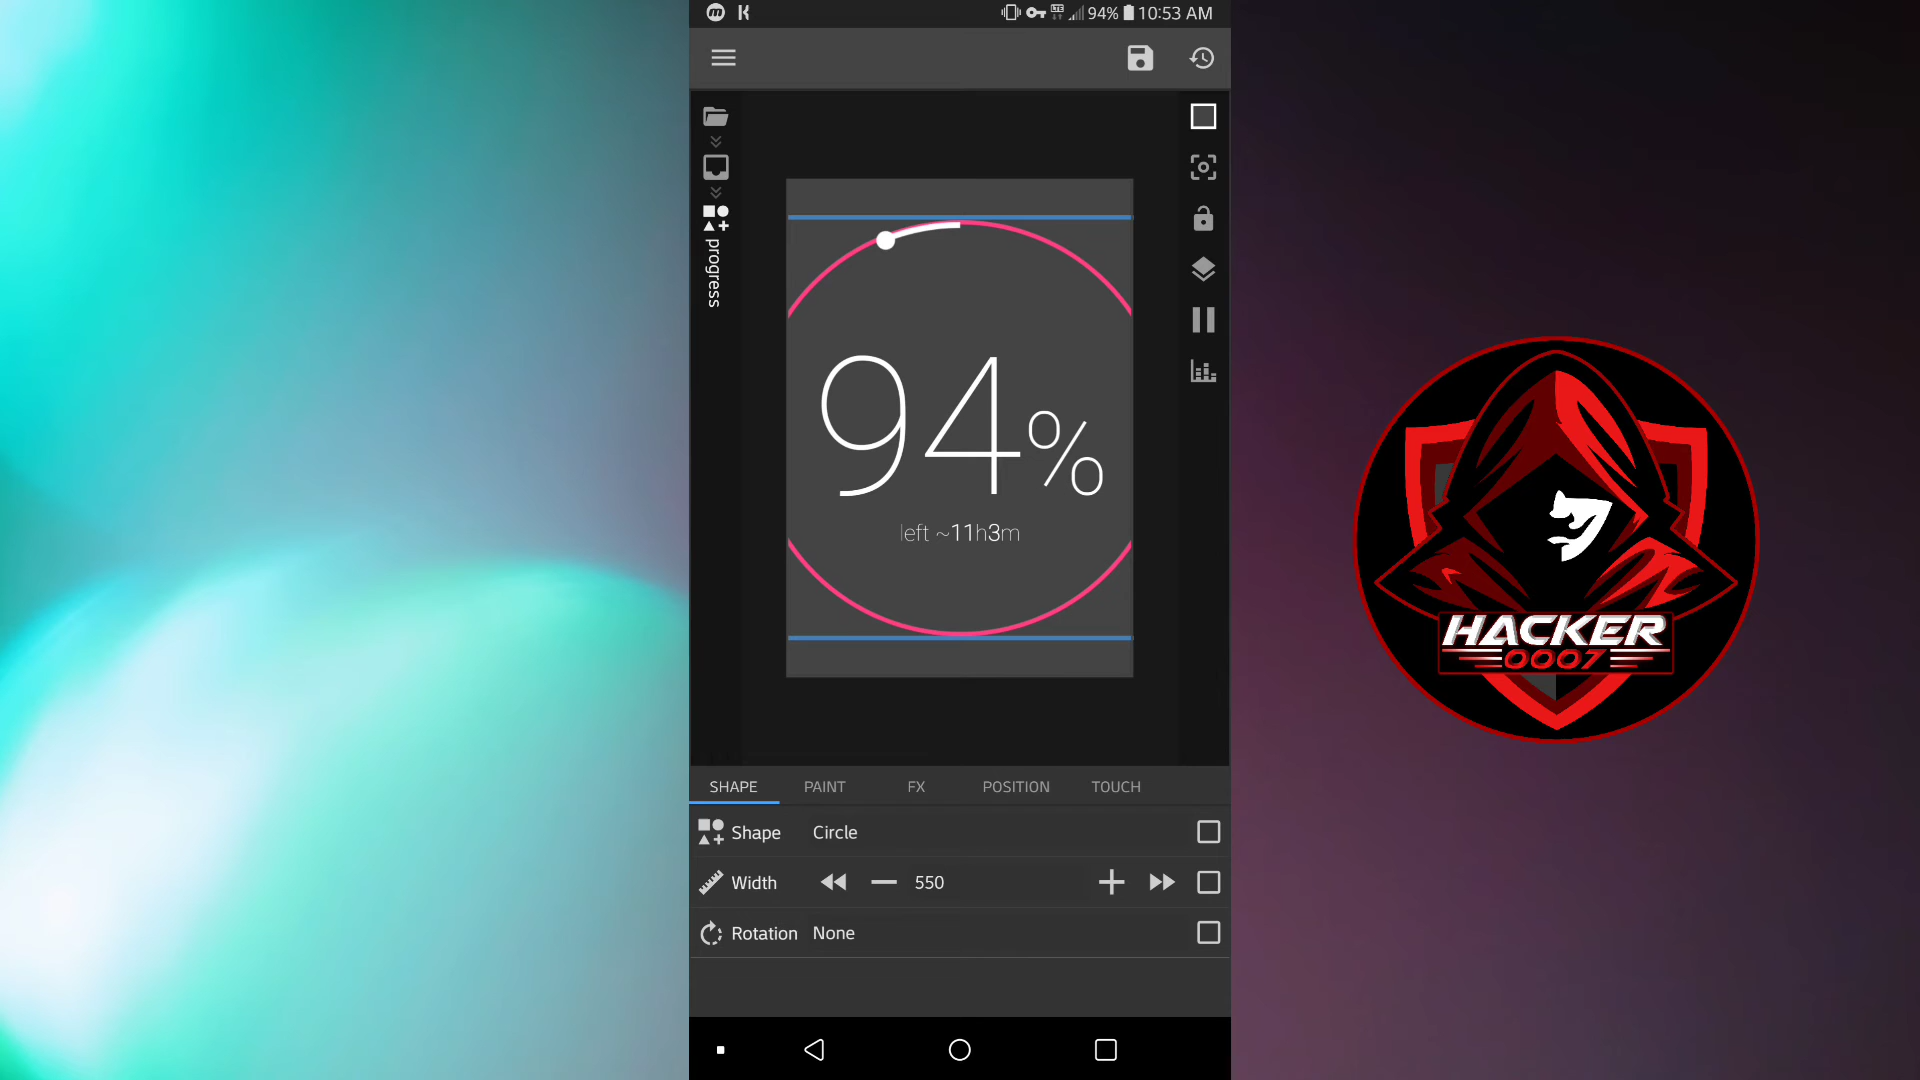 94% 10:53 AM
progress
94%
left ~11h3m
SHAPE PAINT FX POSITION TOUCH
Shape Circle
Width 550
Rotation None
HACKER
0007